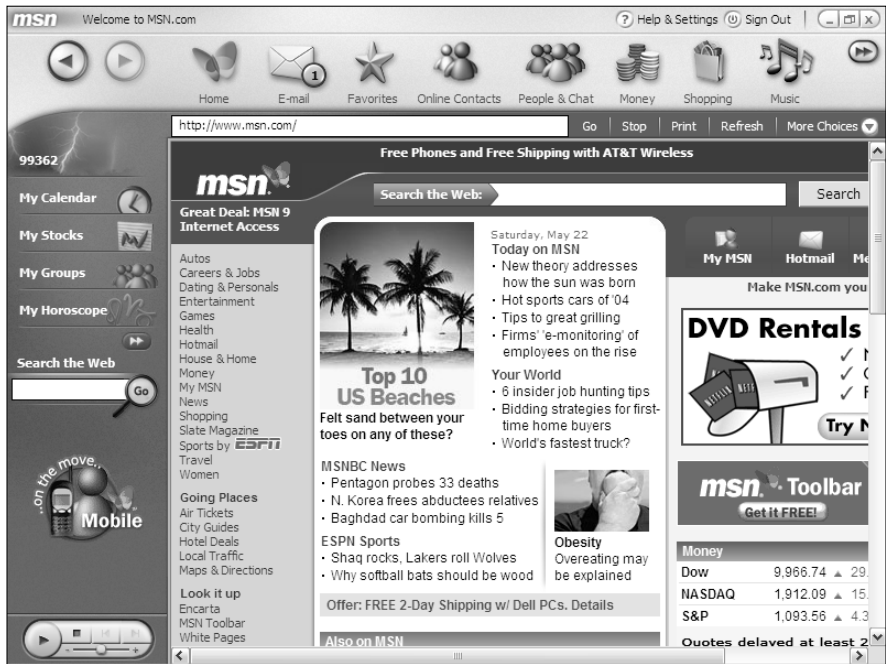 msn Welcome to MSN.com Help & Settings Sign Out
1
Home E-mail Favorites Online Contacts People & Chat Money Shopping Music
http://www.msn.com/ Go Stop Print Refresh More Choices
99362
My Calendar
My Stocks
My Groups
My Horoscope
Search the Web
Go
on the move..
Mobile
Free Phones and Free Shipping with AT&T Wireless
msn
Search the Web: Search
Great Deal: MSN 9
Internet Access
Autos
Careers & Jobs
Dating & Personals
Entertainment
Games
Health
Hotmail
House & Home
Money
My MSN
News
Shopping
Slate Magazine
Sports by ESPN
Travel
Women
Going Places
Air Tickets
City Guides
Hotel Deals
Local Traffic
Maps & Directions
Look it up
Encarta
MSN Toolbar
White Pages
Top 10
US Beaches
Felt sand between your
toes on any of these?
Saturday, May 22
Today on MSN
· New theory addresses
how the sun was born
· Hot sports cars of '04
· Tips to great grilling
· Firms' 'e-monitoring' of
employees on the rise
Your World
· 6 insider job hunting tips
· Bidding strategies for first-
time home buyers
· World's fastest truck?
MSNBC News
· Pentagon probes 33 deaths
· N. Korea frees abductees relatives
· Baghdad car bombing kills 5
ESPN Sports
· Shaq rocks, Lakers roll Wolves
· Why softball bats should be wood
Obesity
Overeating may
be explained
Offer: FREE 2-Day Shipping w/ Dell PCs. Details
Also on MSN
My MSN Hotmail Me
Make MSN.com you
DVD Rentals
Try N
msn Toolbar
Get it FREE!
Money
Dow 9,966.74 ▲ 29.
NASDAQ 1,912.09 ▲ 15.
S&P 1,093.56 ▲ 4.3
Quotes delayed at least 2